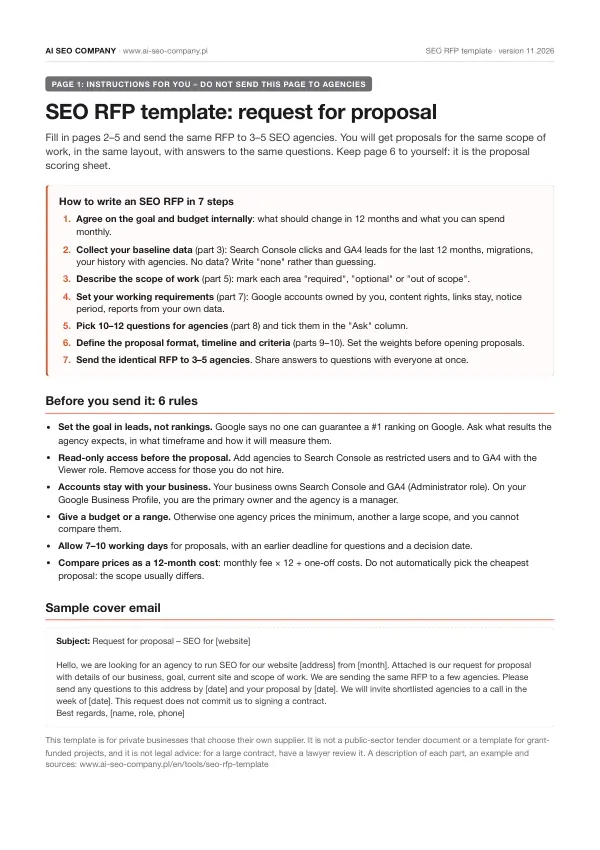 AI SEO COMPANY · www.ai-seo-company.pl
SEO RFP template · version 11.2026
PAGE 1: INSTRUCTIONS FOR YOU – DO NOT SEND THIS PAGE TO AGENCIES
SEO RFP template: request for proposal
Fill in pages 2–5 and send the same RFP to 3–5 SEO agencies. You will get proposals for the same scope of
work, in the same layout, with answers to the same questions. Keep page 6 to yourself: it is the proposal
scoring sheet.
How to write an SEO RFP in 7 steps
1. Agree on the goal and budget internally: what should change in 12 months and what you can spend
monthly.
2. Collect your baseline data (part 3): Search Console clicks and GA4 leads for the last 12 months, migrations,
your history with agencies. No data? Write "none" rather than guessing.
3. Describe the scope of work (part 5): mark each area "required", "optional" or "out of scope".
4. Set your working requirements (part 7): Google accounts owned by you, content rights, links stay, notice
period, reports from your own data.
5. Pick 10–12 questions for agencies (part 8) and tick them in the "Ask" column.
6. Define the proposal format, timeline and criteria (parts 9–10). Set the weights before opening proposals.
7. Send the identical RFP to 3–5 agencies. Share answers to questions with everyone at once.
Before you send it: 6 rules
• Set the goal in leads, not rankings. Google says no one can guarantee a #1 ranking on Google. Ask what results the
agency expects, in what timeframe and how it will measure them.
• Read-only access before the proposal. Add agencies to Search Console as restricted users and to GA4 with the
Viewer role. Remove access for those you do not hire.
• Accounts stay with your business. Your business owns Search Console and GA4 (Administrator role). On your
Google Business Profile, you are the primary owner and the agency is a manager.
• Give a budget or a range. Otherwise one agency prices the minimum, another a large scope, and you cannot
compare them.
• Allow 7–10 working days for proposals, with an earlier deadline for questions and a decision date.
• Compare prices as a 12-month cost: monthly fee × 12 + one-off costs. Do not automatically pick the cheapest
proposal: the scope usually differs.
Sample cover email
Subject: Request for proposal – SEO for [website]
Hello, we are looking for an agency to run SEO for our website [address] from [month]. Attached is our request for proposal
with details of our business, goal, current site and scope of work. We are sending the same RFP to a few agencies. Please
send any questions to this address by [date] and your proposal by [date]. We will invite shortlisted agencies to a call in the
week of [date]. This request does not commit us to signing a contract.
Best regards, [name, role, phone]
This template is for private businesses that choose their own supplier. It is not a public-sector tender document or a template for grant-
funded projects, and it is not legal advice: for a large contract, have a lawyer review it. A description of each part, an example and
sources: www.ai-seo-company.pl/en/tools/seo-rfp-template